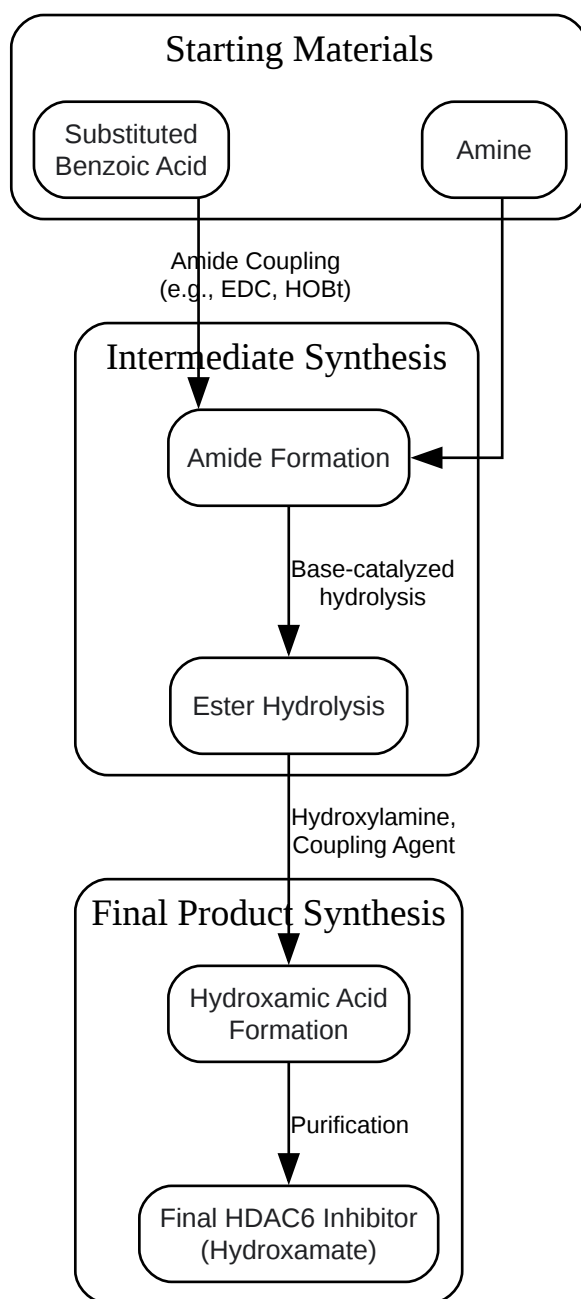 Starting Materials
Substituted
Benzoic Acid
Amine
Amide Coupling
(e.g., EDC, HOBt)
Intermediate Synthesis
Amide Formation
Base-catalyzed
hydrolysis
Ester Hydrolysis
Hydroxylamine,
Coupling Agent
Final Product Synthesis
Hydroxamic Acid
Formation
Purification
Final HDAC6 Inhibitor
(Hydroxamate)